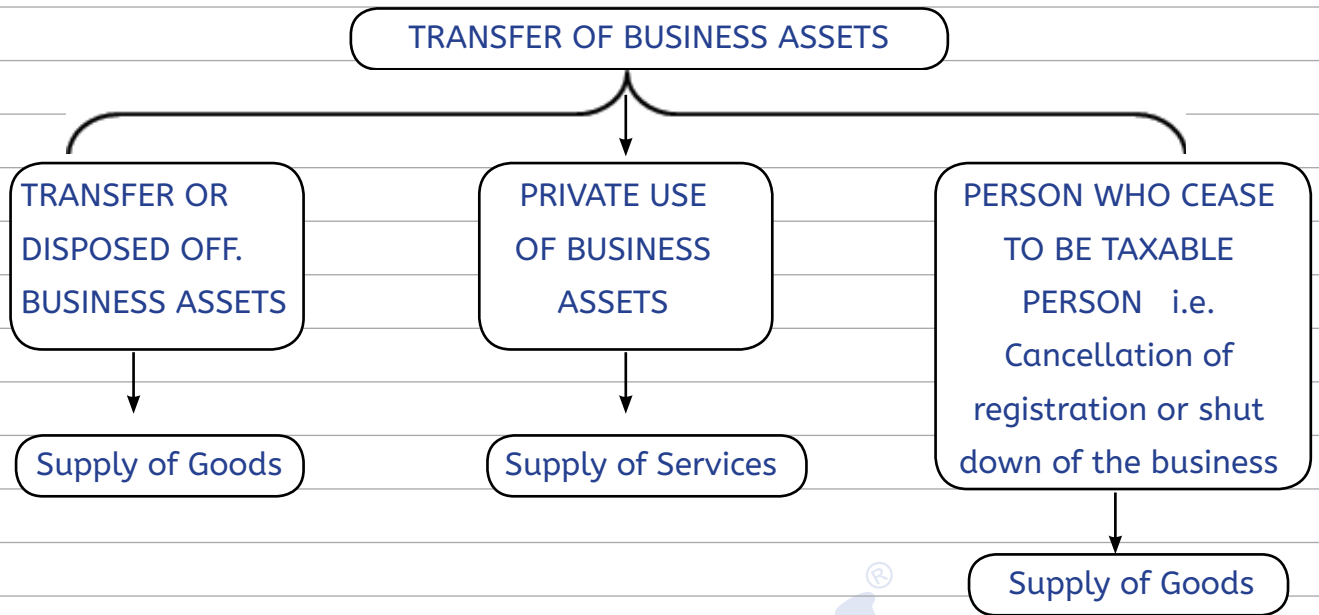 TRANSFER OF BUSINESS ASSETS
TRANSFER OR
DISPOSED OFF.
BUSINESS ASSETS
Supply of Goods
PRIVATE USE
OF BUSINESS
ASSETS
Supply of Services
PERSON WHO CEASE
TO BE TAXABLE
PERSON i.e.
Cancellation of
registration or shut
down of the business
Supply of Goods
®